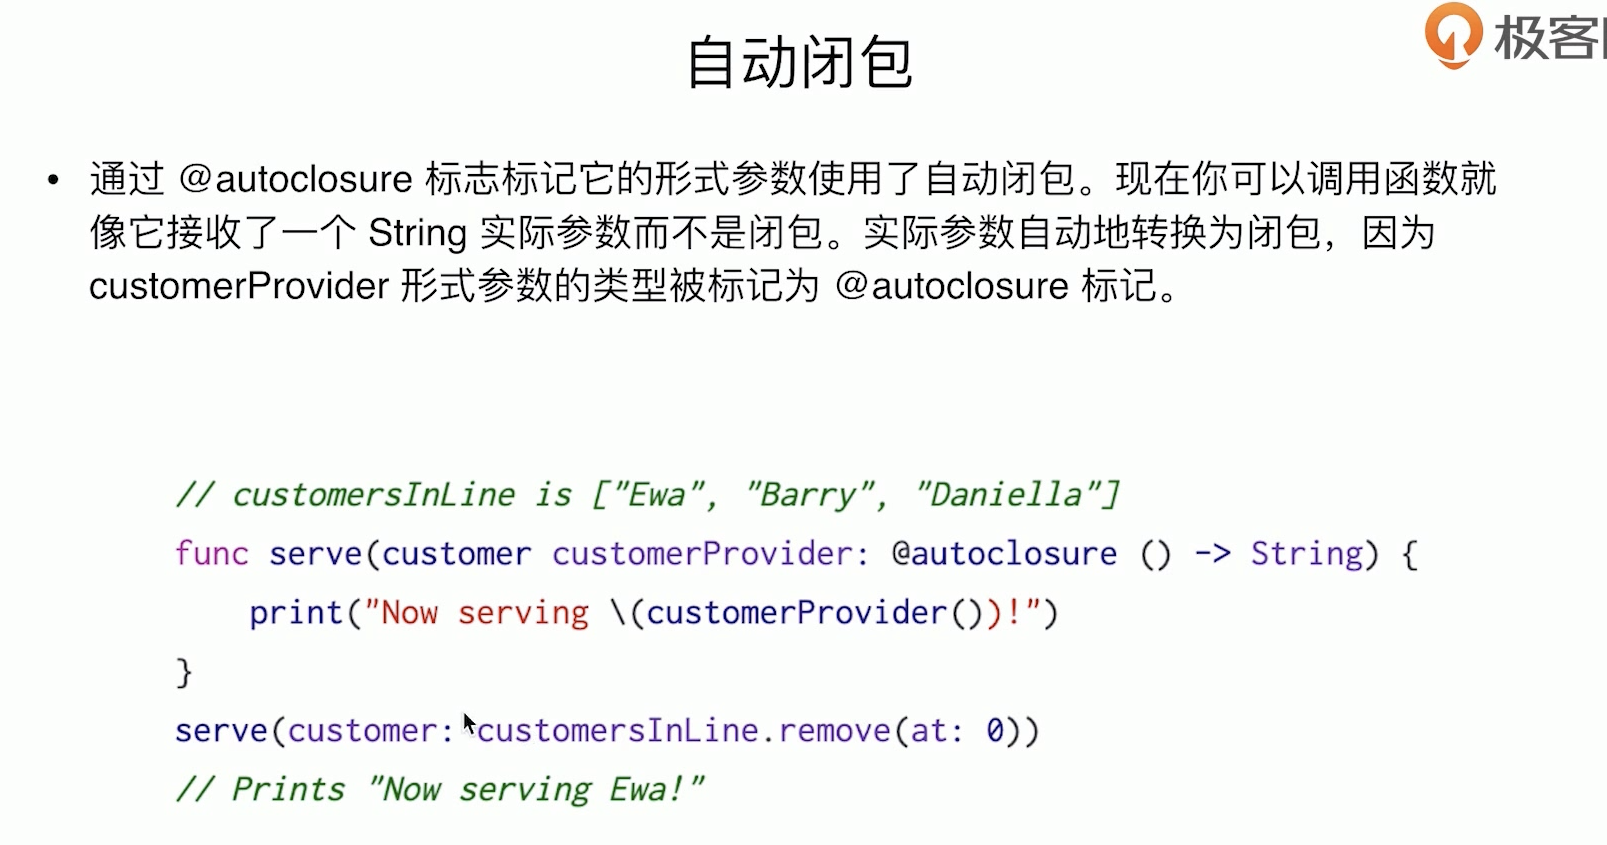 极客
自动闭包
• 通过 @autoclosure 标志标记它的形式参数使用了自动闭包。现在你可以调用函数就
像它接收了一个 String 实际参数而不是闭包。实际参数自动地转换为闭包，因为
customerProvider 形式参数的类型被标记为 @autoclosure 标记。
// customersInLine is ["Ewa", "Barry", "Daniella"]
func serve(customer customerProvider: @autoclosure () -> String) {
    print("Now serving \(customerProvider())!")
}
serve(customer: customersInLine.remove(at: 0))
// Prints "Now serving Ewa!"